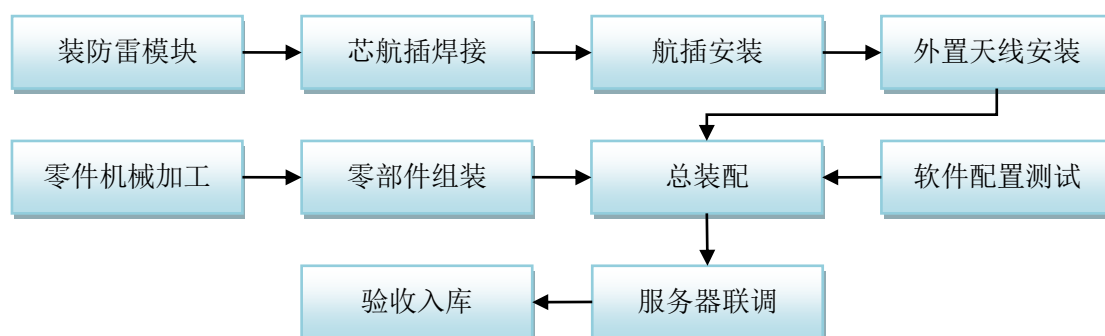 装防雷模块
芯航插焊接
航插安装
外置天线安装
零件机械加工
零部件组装
总装配
软件配置测试
验收入库
服务器联调